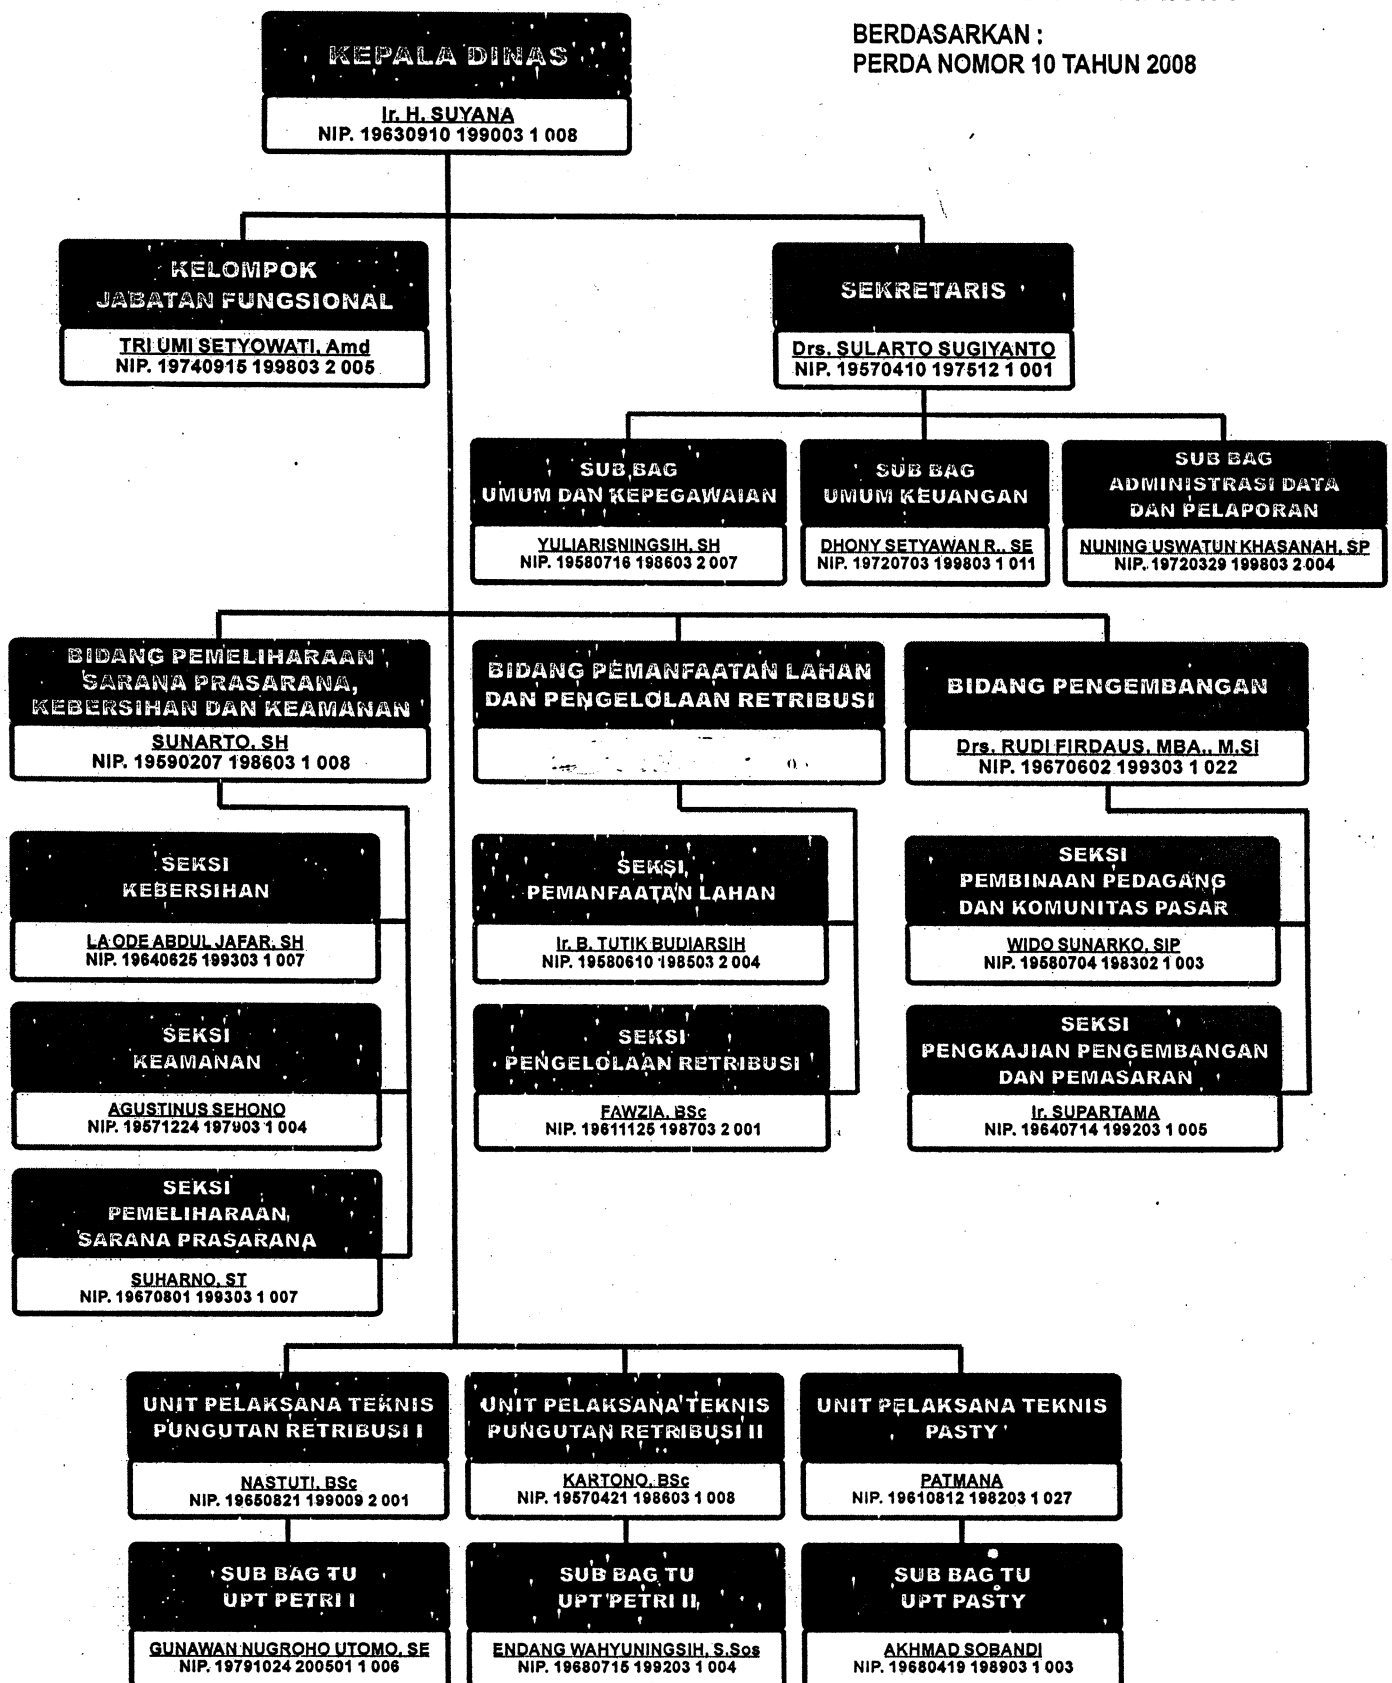 BERDASARKAN :
PERDA NOMOR 10 TAHUN 2008
KEPALA DINAS
Ir. H. SUYANA
NIP. 19630910 199003 1 008
KELOMPOK
JABATAN FUNGSIONAL
TRI UMI SETYOWATI, Amd
NIP. 19740915 199803 2 005
SEKRETARIS
Drs. SULARTO SUGIYANTO
NIP. 19570410 197512 1 001
SUB BAG
UMUM DAN KEPEGAWAIAN
YULIARISNINGSIH, SH
NIP. 19580716 198603 2 007
SUB BAG
UMUM KEUANGAN
DHONY SETYAWAN R., SE
NIP. 19720703 199803 1 011
SUB BAG
ADMINISTRASI DATA
DAN PELAPORAN
NUNING USWATUN KHASANAH, SP
NIP. 19720329 199803 2 004
BIDANG PEMELIHARAAN
SARANA PRASARANA,
KEBERSIHAN DAN KEAMANAN
SUNARTO, SH
NIP. 19590207 198603 1 008
BIDANG PEMANFAATAN LAHAN
DAN PENGELOLAAN RETRIBUSI
BIDANG PENGEMBANGAN
Drs. RUDI FIRDAUS, MBA., M.Si
NIP. 19670602 199303 1 022
SEKSI
KEBERSIHAN
LA ODE ABDUL JAFAR, SH
NIP. 19640625 199303 1 007
SEKSI
PEMANFAATAN LAHAN
Ir. B. TUTIK BUDIARSIH
NIP. 19580610 198503 2 004
SEKSI
PEMBINAAN PEDAGANG
DAN KOMUNITAS PASAR
WIDO SUNARKO, SIP
NIP. 19580704 198302 1 003
SEKSI
KEAMANAN
AGUSTINUS SEHONO
NIP. 19571224 197903 1 004
SEKSI
PENGELOLAAN RETRIBUSI
FAWZIA, BSc
NIP. 19611125 198703 2 001
SEKSI
PENGKAJIAN PENGEMBANGAN
DAN PEMASARAN
Ir. SUPARTAMA
NIP. 19640714 199203 1 005
SEKSI
PEMELIHARAAN
SARANA PRASARANA
SUHARNO, ST
NIP. 19670801 199303 1 007
UNIT PELAKSANA TEKNIS
PUNGUTAN RETRIBUSI I
NASTUTI, BSc
NIP. 19650821 199009 2 001
UNIT PELAKSANA TEKNIS
PUNGUTAN RETRIBUSI II
KARTONO, BSc
NIP. 19570421 198603 1 008
UNIT PELAKSANA TEKNIS
PASTY
PATMANA
NIP. 19610812 198203 1 027
SUB BAG TU
UPT PETRI I
GUNAWAN NUGROHO UTOMO, SE
NIP. 19791024 200501 1 006
SUB BAG TU
UPT PETRI II
ENDANG WAHYUNINGSIH, S.Sos
NIP. 19680715 199203 1 004
SUB BAG TU
UPT PASTY
AKHMAD SOBANDI
NIP. 19680419 198903 1 003